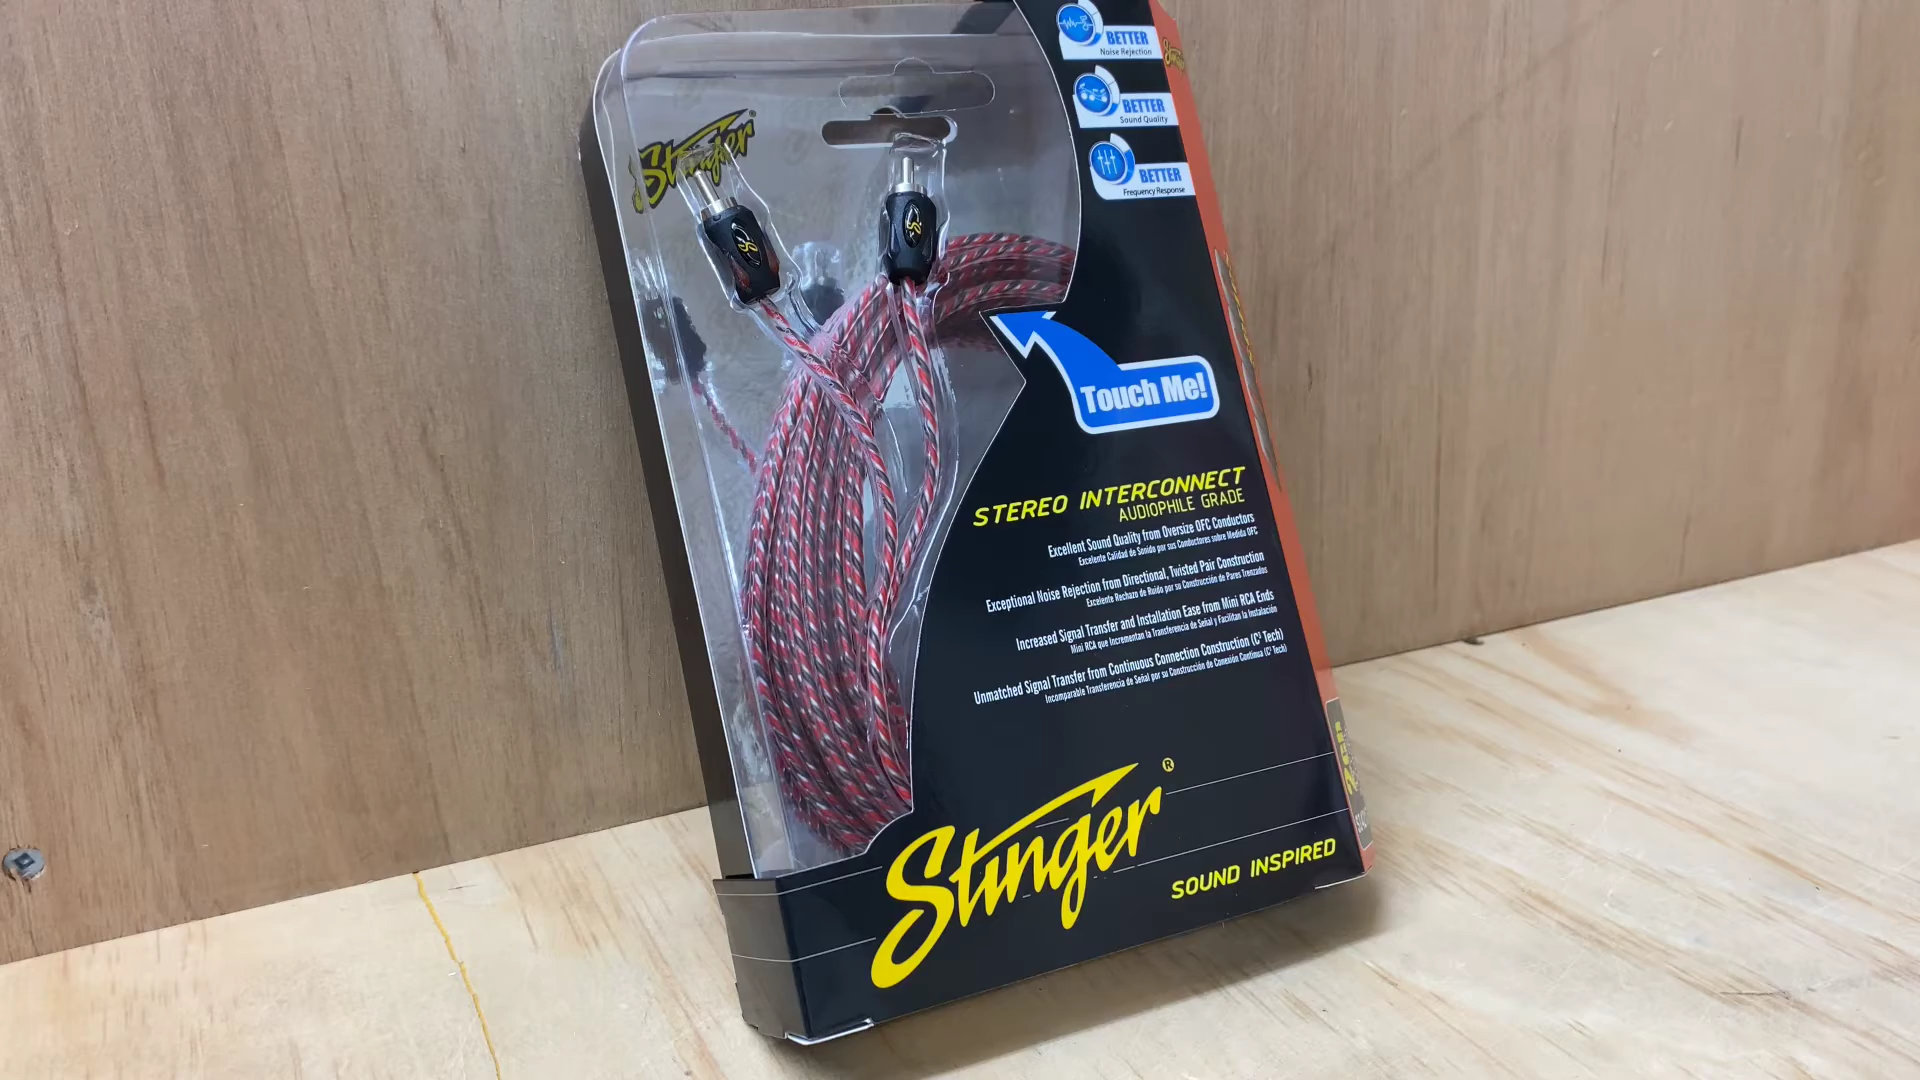 Stinger®
BETTER
Noise Rejection
BETTER
Sound Quality
BETTER
Frequency Response
Touch Me!
STEREO INTERCONNECT
AUDIOPHILE GRADE
Excellent Sound Quality from Oversize OFC Conductors
Excelente Calidad de Sonido por sus Conductores sobre Medida OFC
Exceptional Noise Rejection from Directional, Twisted Pair Construction
Excelente Rechazo de Ruido por su Construcción de Pares Trenzados
Increased Signal Transfer and Installation Ease from Mini RCA Ends
Mini RCA que Incrementan la Transferencia de Señal y Facilitan la Instalación
Unmatched Signal Transfer from Continuous Connection Construction (C³ Tech)
Incomparable Transferencia de Señal por su Construcción de Conexión Continua (C³ Tech)
Stinger®
SOUND INSPIRED